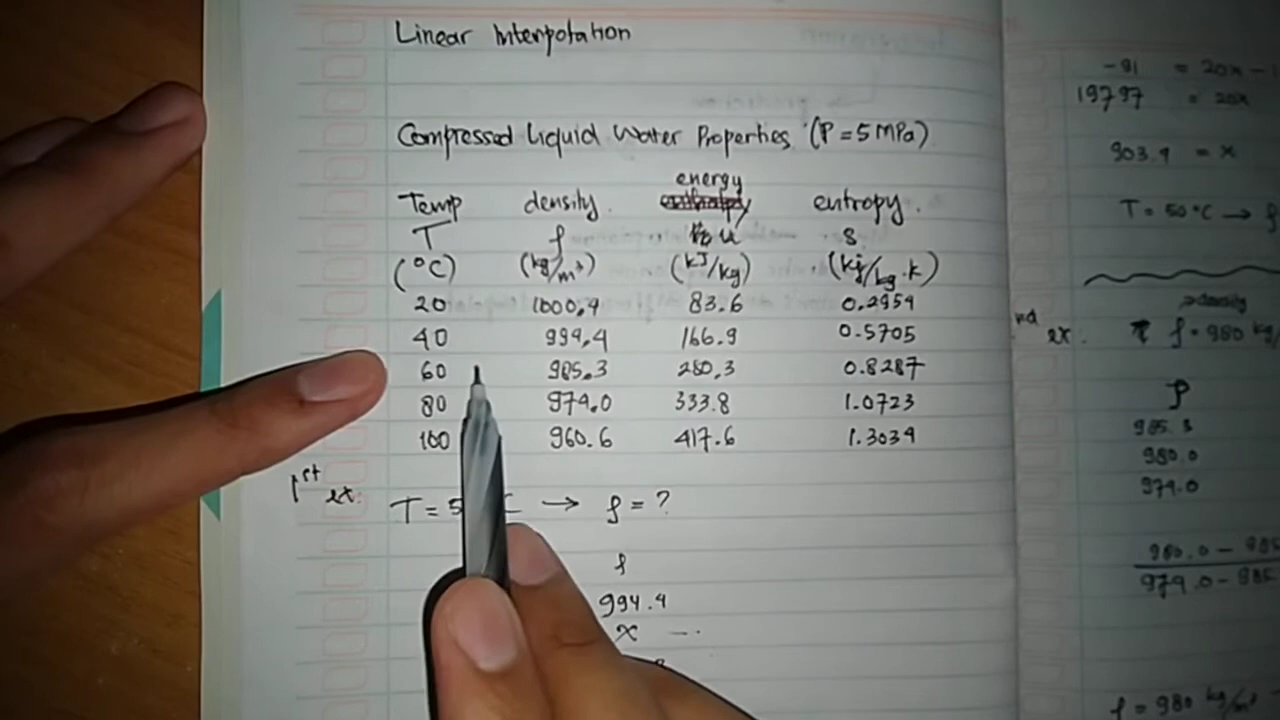 Linear Interpolation
Compressed Liquid Water Properties (P = 5 MPa)
energy
Temp density. enthalpy entropy.
T ρ u s
(°C) (kg/m³) (kJ/kg) (kJ/kg.k)
20 1000.4 83.6 0.2954
40 994.4 166.9 0.5705
60 985.3 250.3 0.8287
80 974.0 333.8 1.0723
100 960.6 417.6 1.3034
1st ex.
T = 5 → ρ = ?
ρ
994.4
x
-91 = 20x -
19797 = 20x
= x
T = 50°C → ρ
nd ex.
density
ρ = 980 kg/
ρ
985.3
980.0
974.0
980.0 - 985
974.0 - 985.
ρ = 980 kg/m³